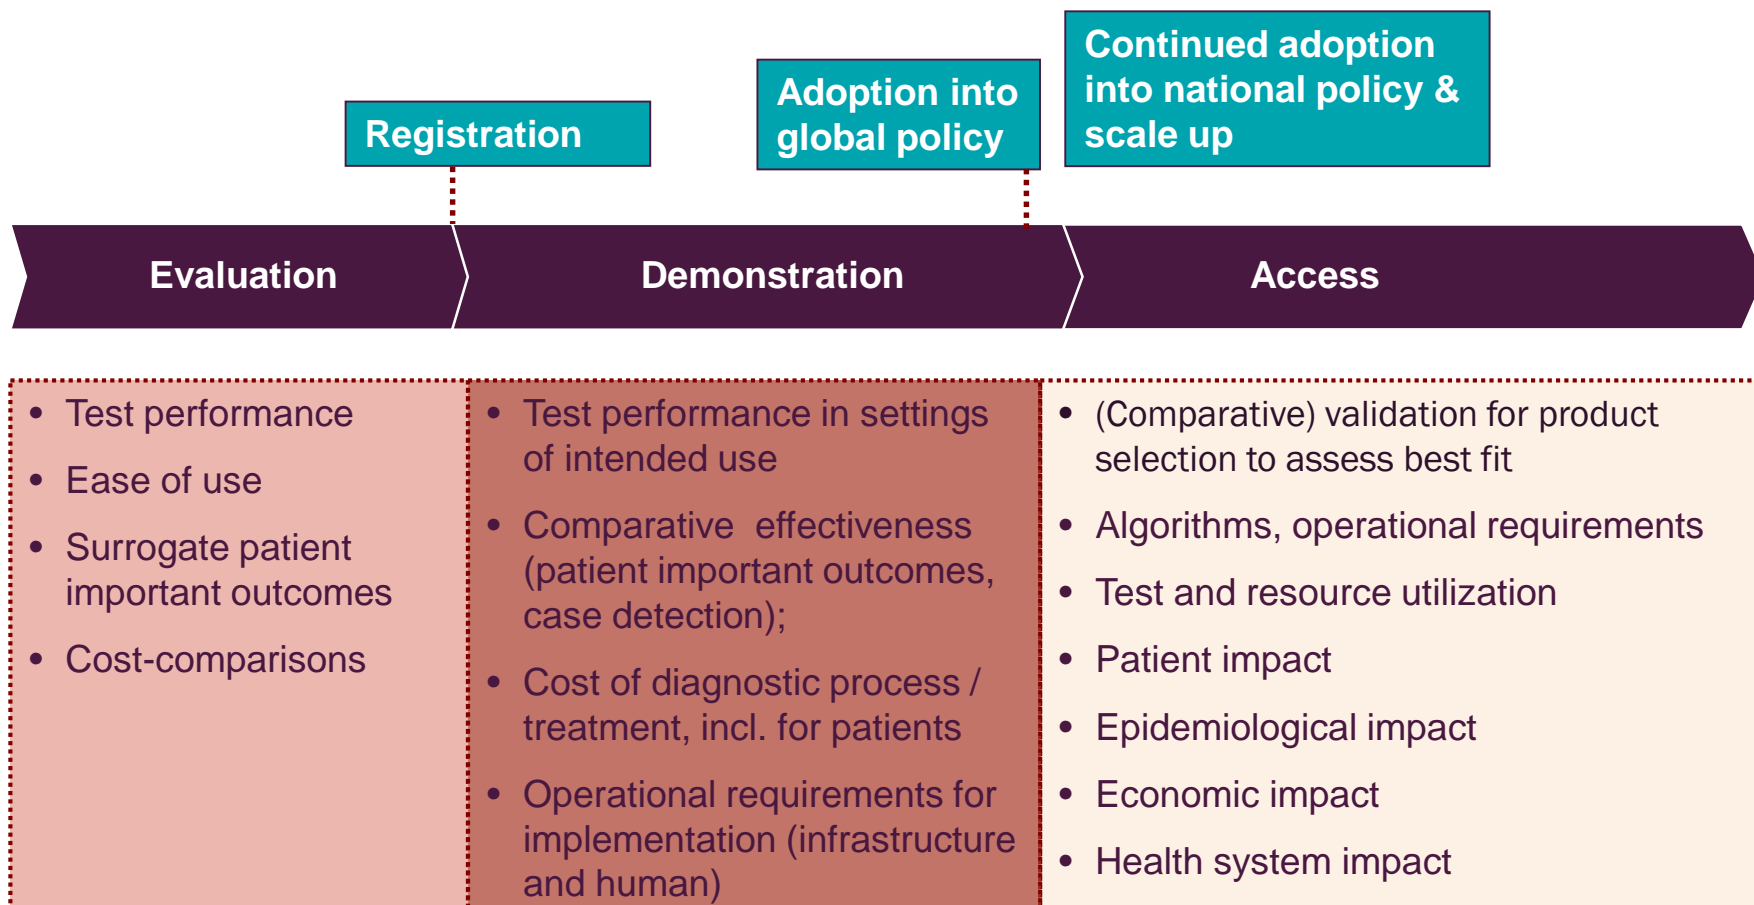 Registration
Adoption into
global policy
Continued adoption
into national policy &
scale up
Evaluation
Demonstration
Access
• Test performance
• Ease of use
• Surrogate patient
important outcomes
• Cost-comparisons
• Test performance in settings
of intended use
• Comparative effectiveness
(patient important outcomes,
case detection);
• Cost of diagnostic process /
treatment, incl. for patients
• Operational requirements for
implementation (infrastructure
and human)
• (Comparative) validation for product
selection to assess best fit
• Algorithms, operational requirements
• Test and resource utilization
• Patient impact
• Epidemiological impact
• Economic impact
• Health system impact